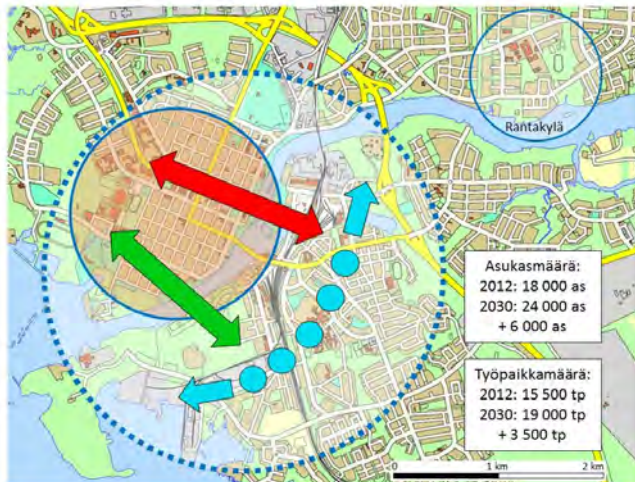 Rantakylä
Asukasmäärä:
2012: 18 000 as
2030: 24 000 as
+ 6 000 as
Työpaikkamäärä:
2012: 15 500 tp
2030: 19 000 tp
+ 3 500 tp
0 1 km 2 km